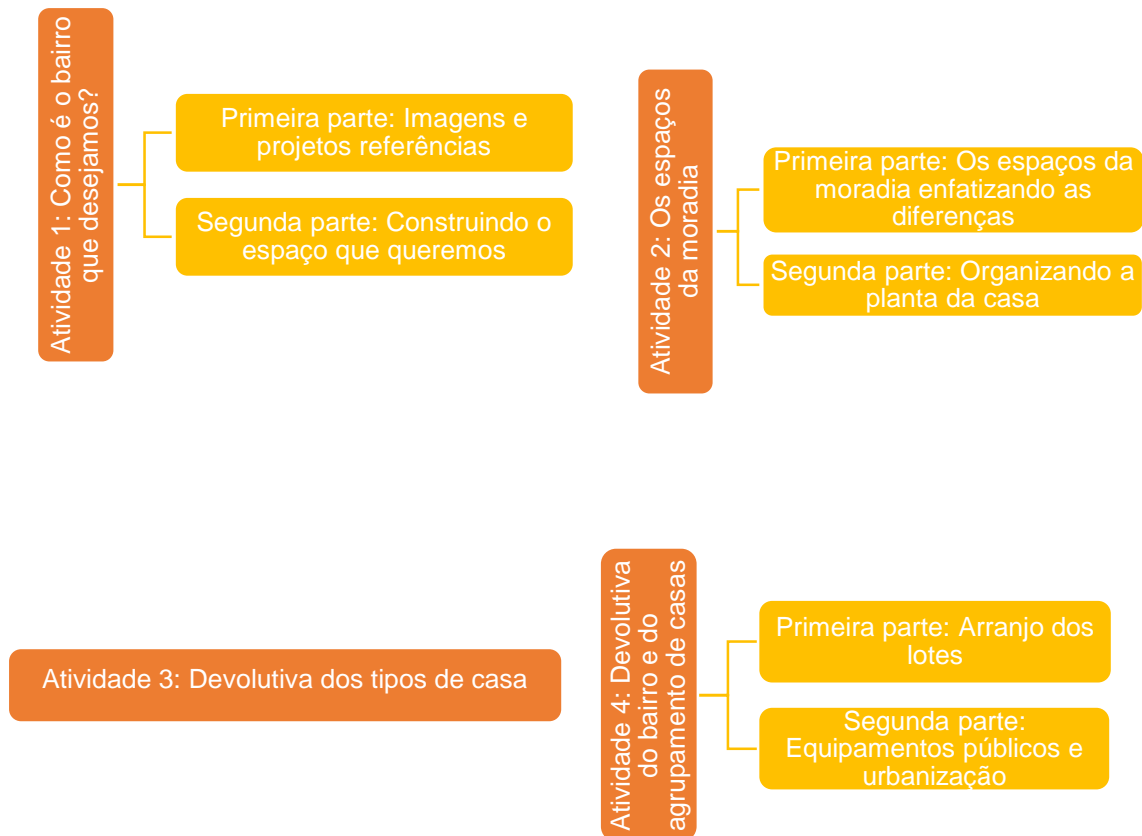 Atividade 1: Como é o bairro
que desejamos?
Primeira parte: Imagens e
projetos referências
Segunda parte: Construindo o
espaço que queremos
Atividade 2: Os espaços
da moradia
Primeira parte: Os espaços da
moradia enfatizando as
diferenças
Segunda parte: Organizando a
planta da casa
Atividade 3: Devolutiva dos tipos de casa
Atividade 4: Devolutiva
do bairro e do
agrupamento de casas
Primeira parte: Arranjo dos
lotes
Segunda parte:
Equipamentos públicos e
urbanização